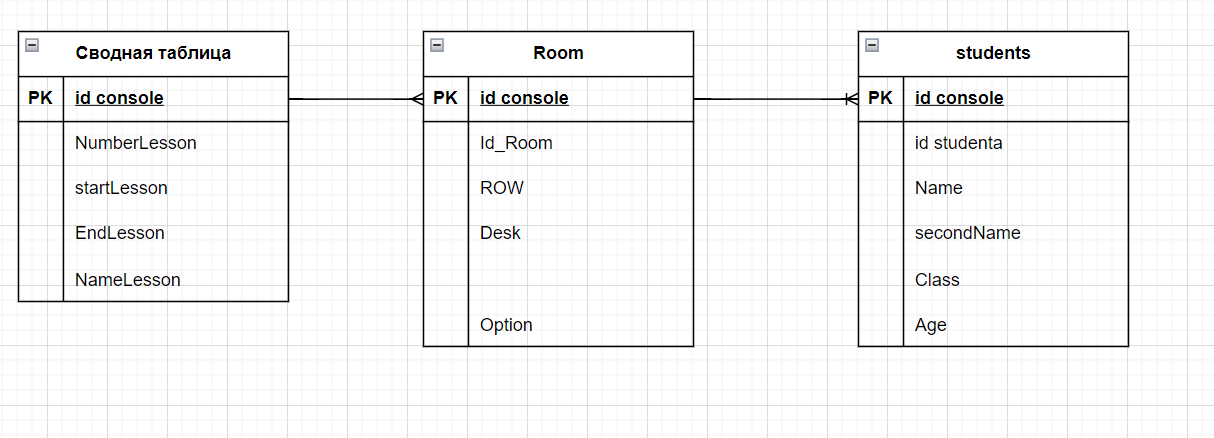 Сводная таблица
PK id console
NumberLesson
startLesson
EndLesson
NameLesson
Room
PK id console
Id_Room
ROW
Desk
Option
students
PK id console
id studenta
Name
secondName
Class
Age